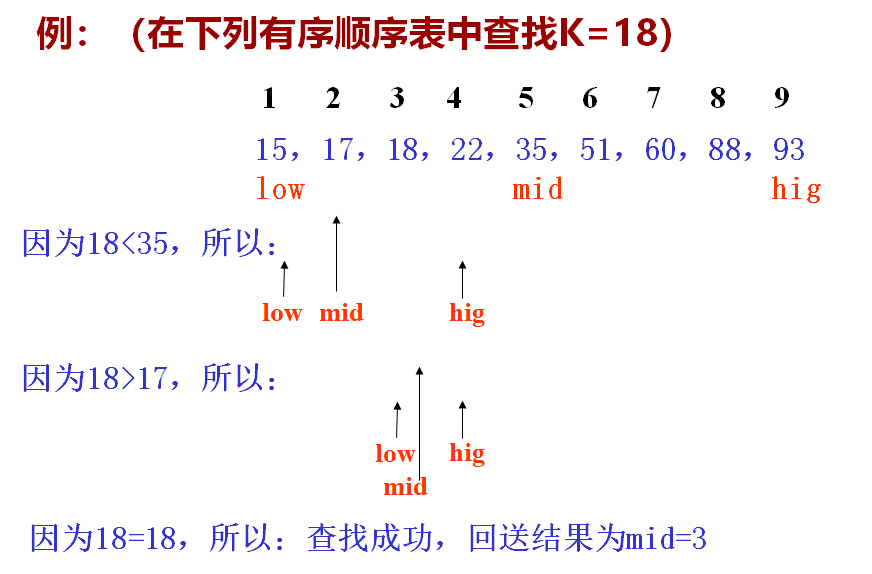 例： (在下列有序顺序表中查找K=18)
1 2 3 4 5 6 7 8 9
15, 17, 18, 22, 35, 51, 60, 88, 93
low mid hig
因为18<35，所以：
low mid hig
因为18>17，所以：
low hig
mid
因为18=18，所以：查找成功，回送结果为mid=3